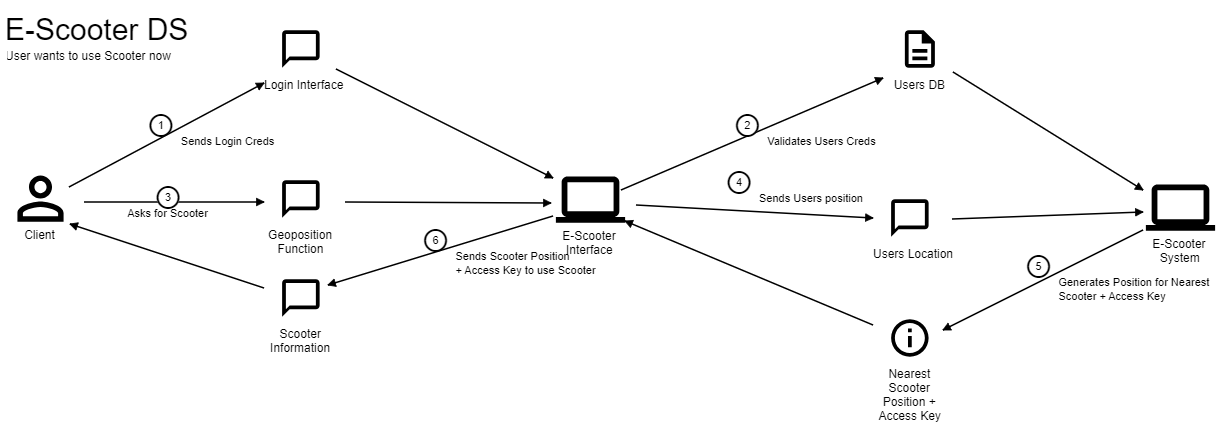 E-Scooter DS
User wants to use Scooter now
Login Interface
Users DB
1
Sends Login Creds
2
Validates Users Creds
3
Asks for Scooter
4
Sends Users position
Client
Geoposition
Function
E-Scooter
Interface
Users Location
E-Scooter
System
6
Sends Scooter Position
+ Access Key to use Scooter
5
Generates Position for Nearest
Scooter + Access Key
Scooter
Information
Nearest
Scooter
Position +
Access Key